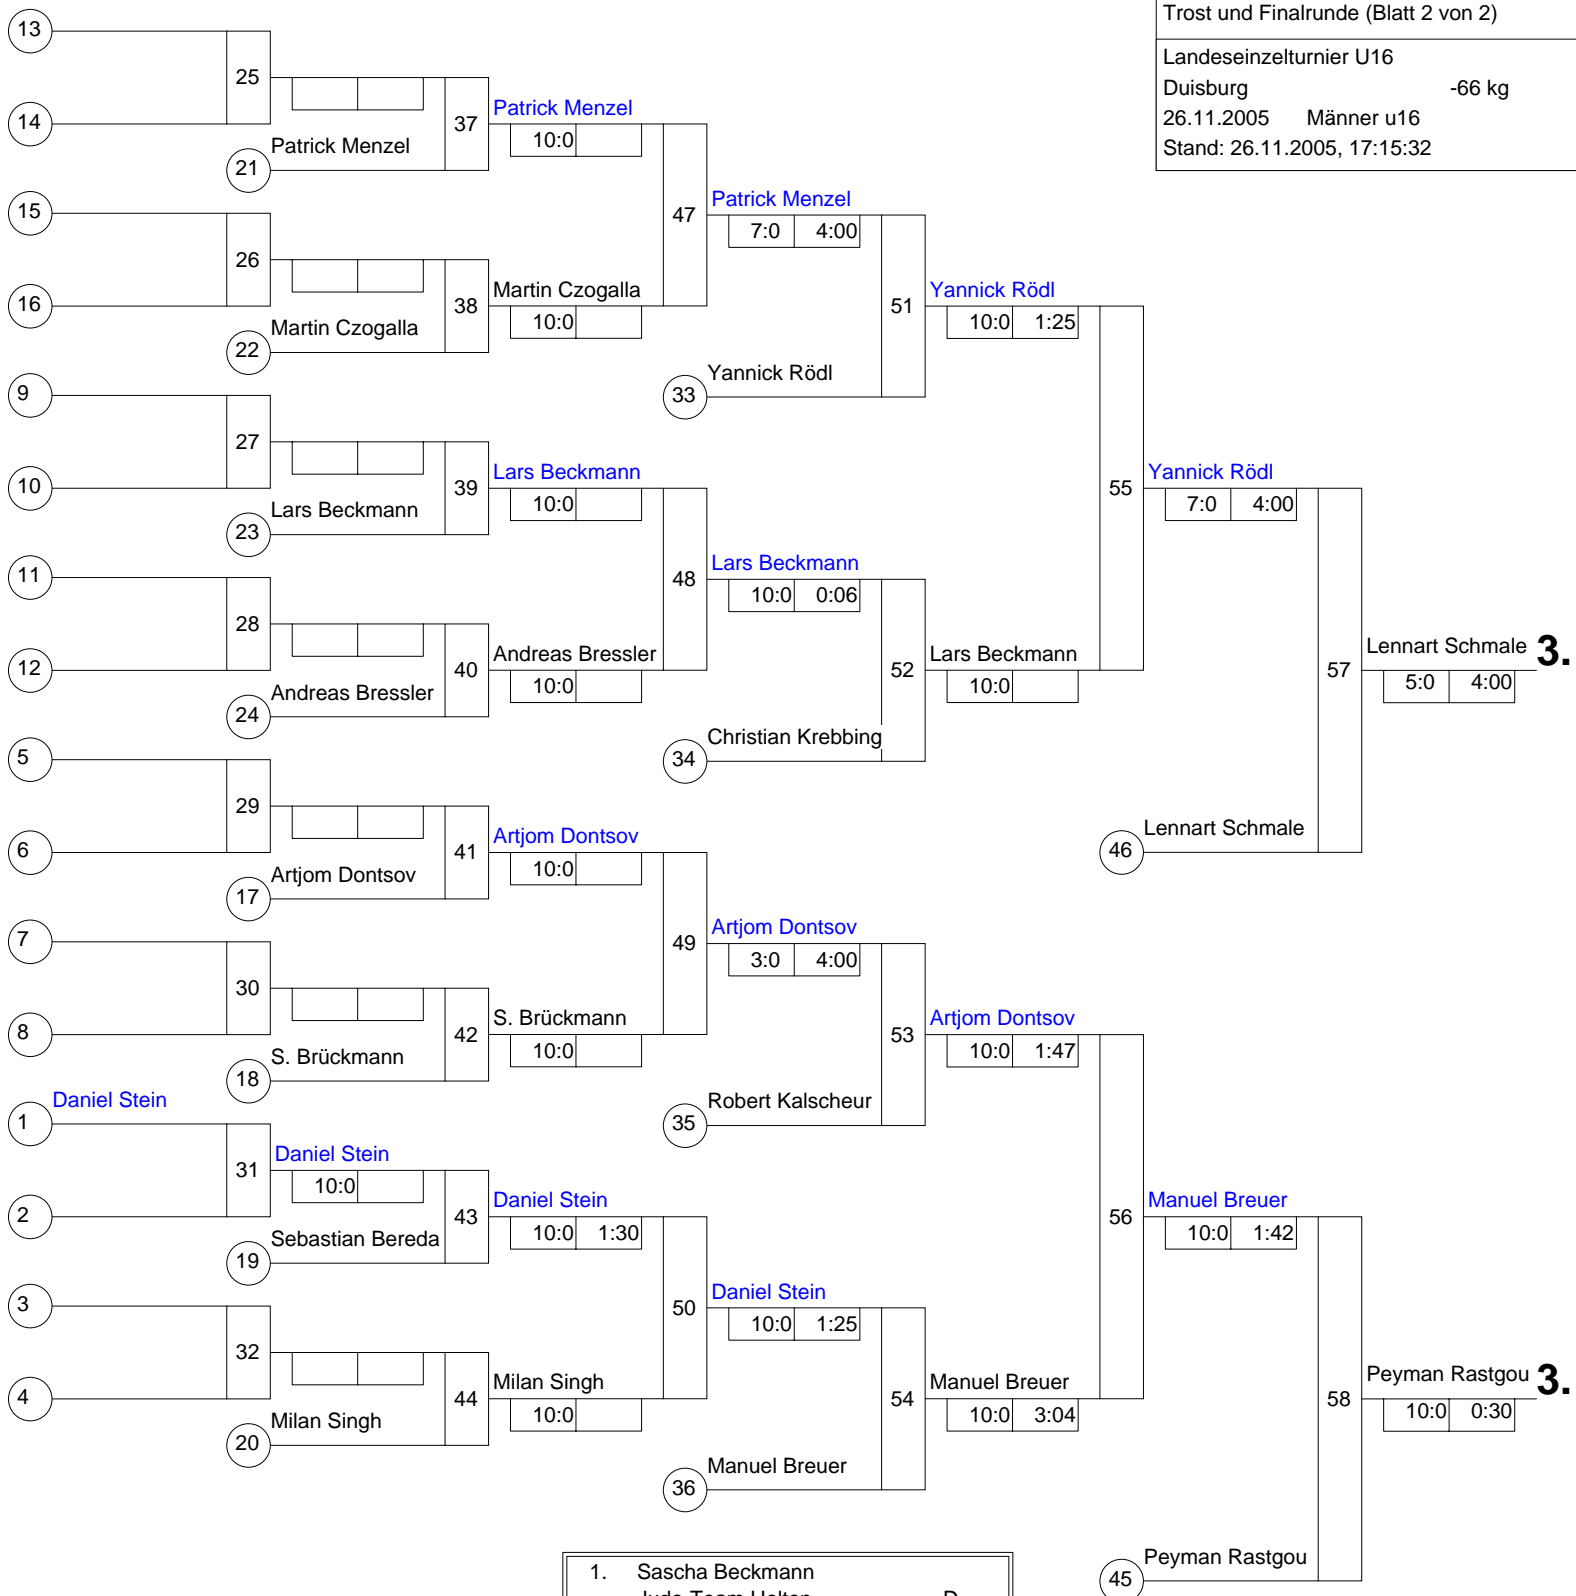 Trost und Finalrunde (Blatt 2 von 2)
Landeseinzelturnier U16
Duisburg -66 kg
26.11.2005 Männer u16
Stand: 26.11.2005, 17:15:32
13
25
14
Patrick Menzel
21
37
Patrick Menzel
10:0
15
26
16
Martin Czogalla
22
38
Martin Czogalla
10:0
47
Patrick Menzel
7:0 4:00
Yannick Rödl
33
51
Yannick Rödl
10:0 1:25
9
27
10
Lars Beckmann
23
39
Lars Beckmann
10:0
11
28
12
Andreas Bressler
24
40
Andreas Bressler
10:0
48
Lars Beckmann
10:0 0:06
Christian Krebbing
34
52
Lars Beckmann
10:0
55
Yannick Rödl
7:0 4:00
Lennart Schmale
46
57
Lennart Schmale 3.
5:0 4:00
5
29
6
Artjom Dontsov
17
41
Artjom Dontsov
10:0
7
30
8
S. Brückmann
18
42
S. Brückmann
10:0
49
Artjom Dontsov
3:0 4:00
Robert Kalscheur
35
53
Artjom Dontsov
10:0 1:47
Daniel Stein
1
31
2
Daniel Stein
10:0
Sebastian Bereda
19
43
Daniel Stein
10:0 1:30
3
32
4
Milan Singh
20
44
Milan Singh
10:0
50
Daniel Stein
10:0 1:25
Manuel Breuer
36
54
Manuel Breuer
10:0 3:04
56
Manuel Breuer
10:0 1:42
Peyman Rastgou
45
58
Peyman Rastgou 3.
10:0 0:30
1. Sascha Beckmann